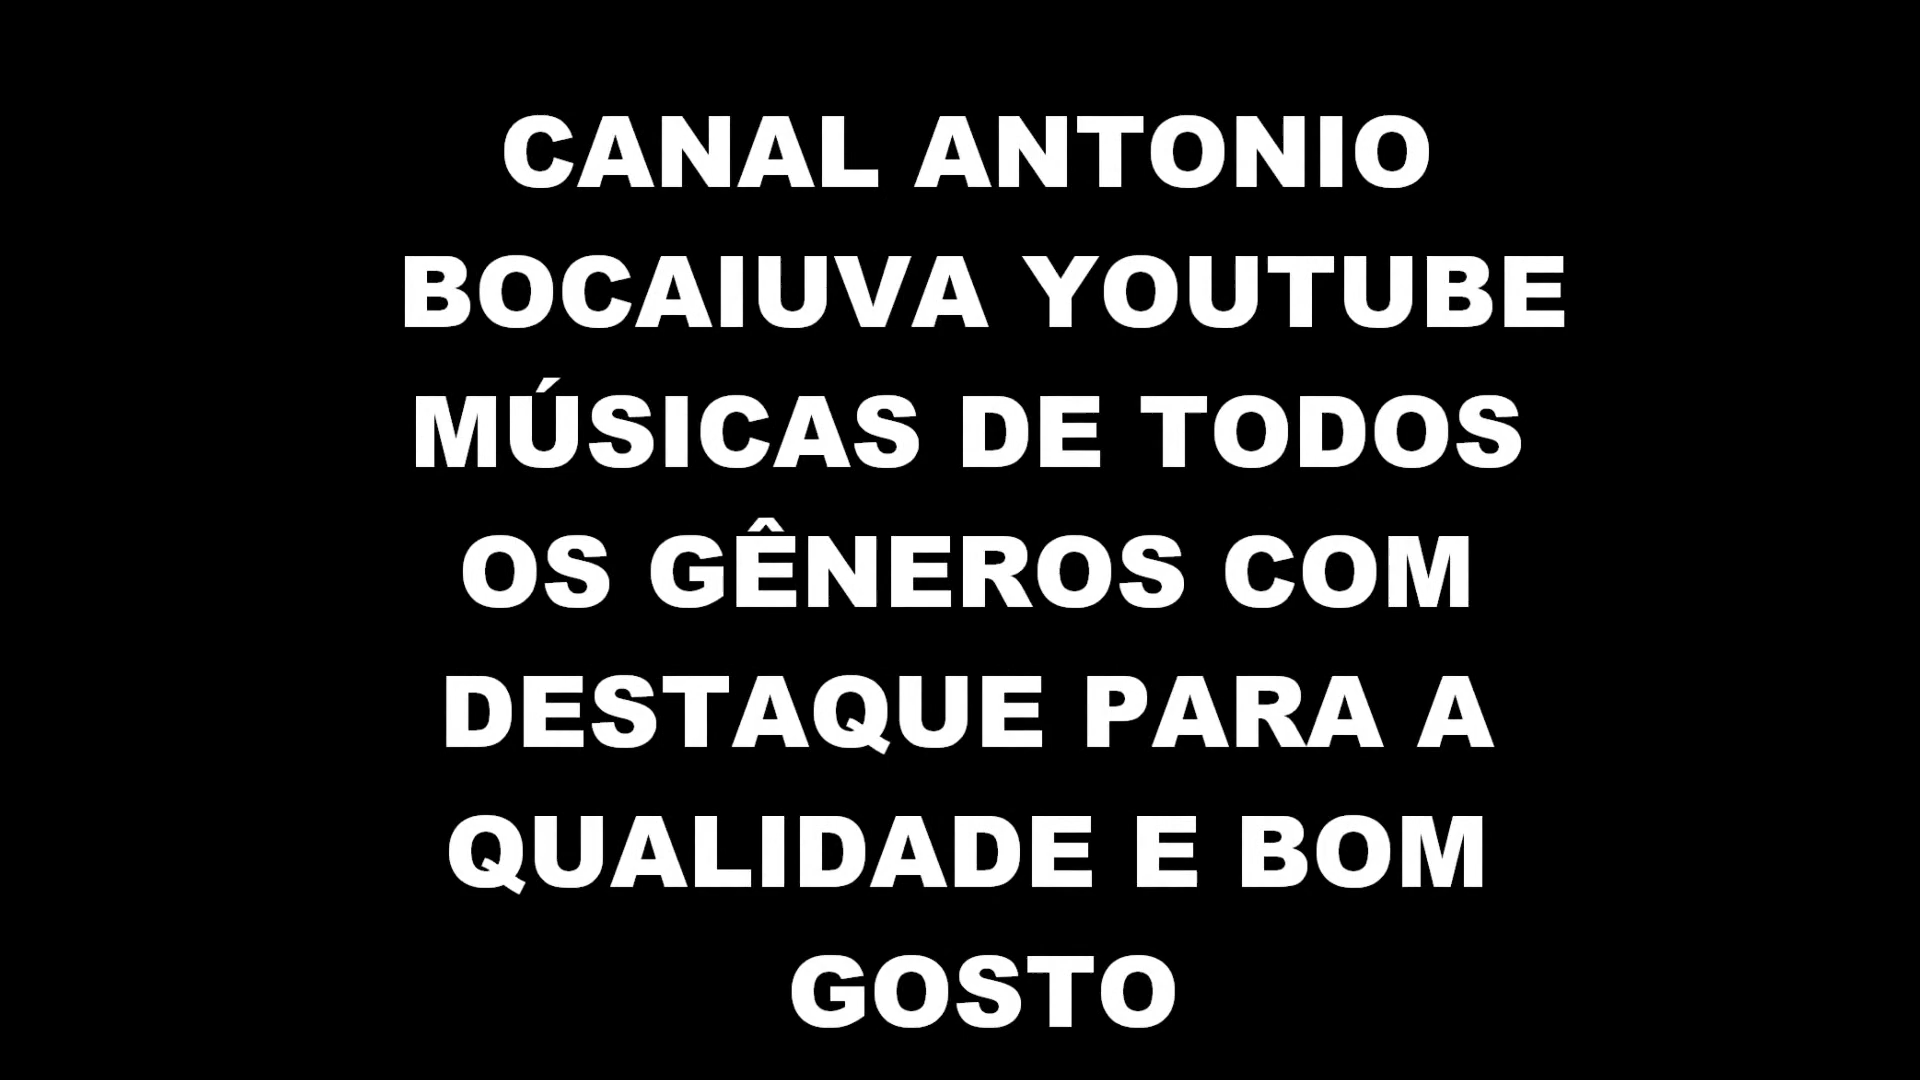 CANAL ANTONIO
BOCAIUVA YOUTUBE
MÚSICAS DE TODOS
OS GÊNEROS COM
DESTAQUE PARA A
QUALIDADE E BOM
GOSTO